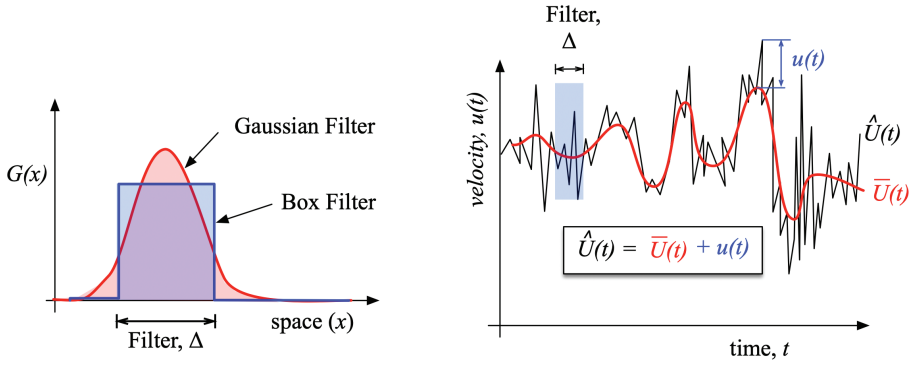 G(x)
Gaussian Filter
Box Filter
space (x)
Filter, Δ
Filter,
Δ
velocity, u(t)
u(t)
Û(t)
U̅(t)
Û(t) = U̅(t) + u(t)
time, t